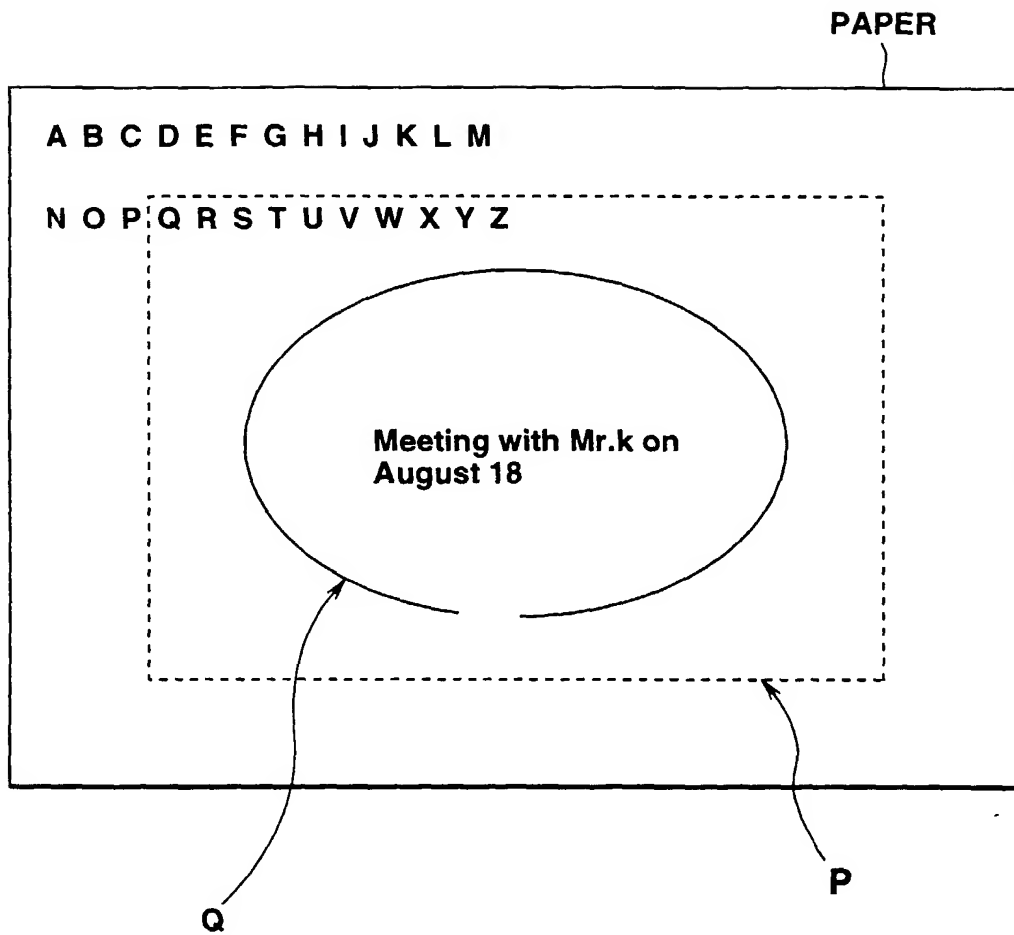 PAPER
A B C D E F G H I J K L M
N O P Q R S T U V W X Y Z
Meeting with Mr.k on
August 18
P
Q